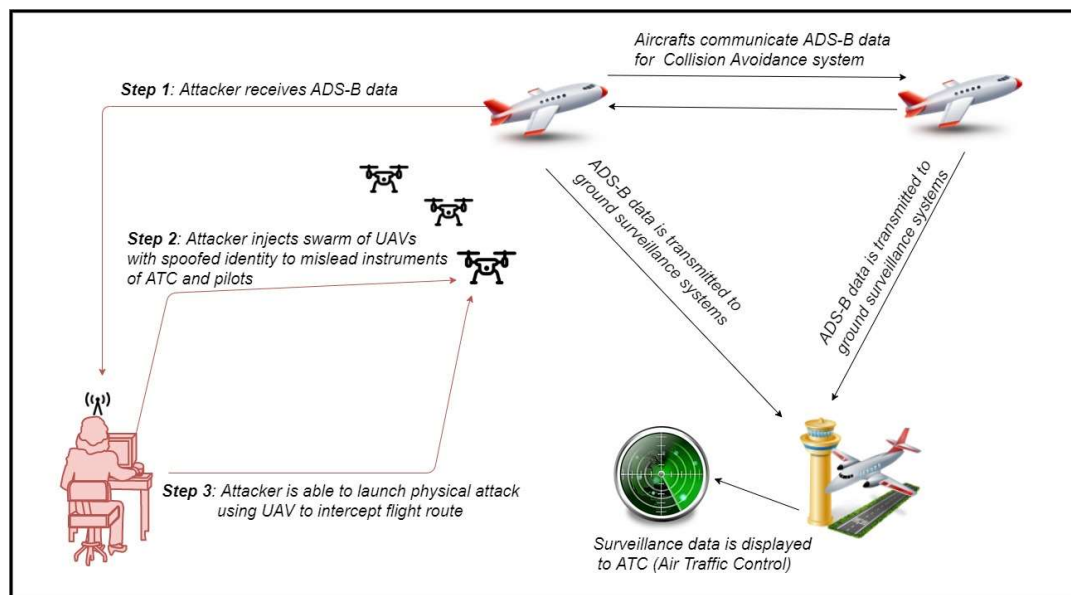 Aircrafts communicate ADS-B data
for Collision Avoidance system
Step 1: Attacker receives ADS-B data
ADS-B data is transmitted to
ground surveillance systems
ADS-B data is transmitted to
ground surveillance systems
Step 2: Attacker injects swarm of UAVs
with spoofed identity to mislead instruments
of ATC and pilots
Step 3: Attacker is able to launch physical attack
using UAV to intercept flight route
Surveillance data is displayed
to ATC (Air Traffic Control)